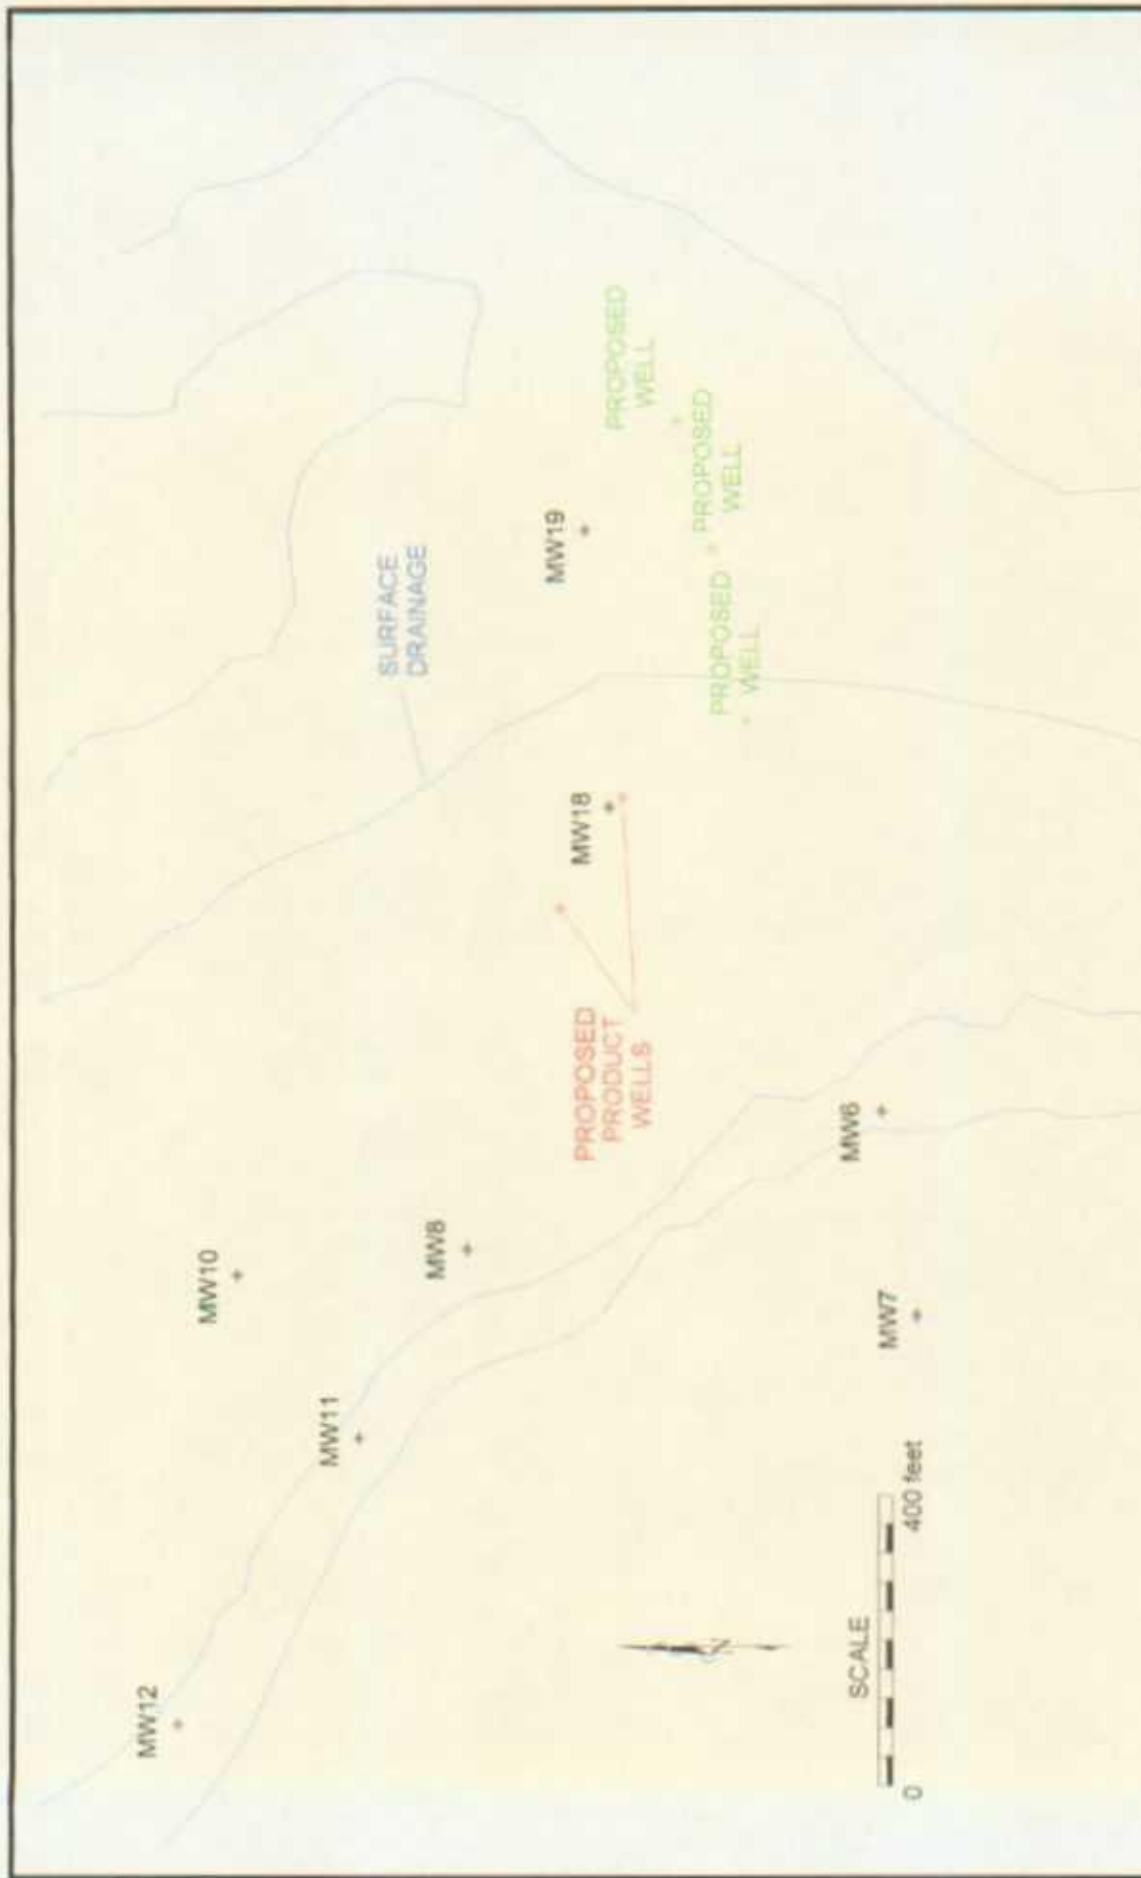 MW12
MW11
MW10
MW8
MW7
MW6
SURFACE
DRAINAGE
MW18
MW19
PROPOSED
PRODUCT
WELLS
PROPOSED
WELL
PROPOSED
WELL
PROPOSED
WELL
N
SCALE
0
400 feet